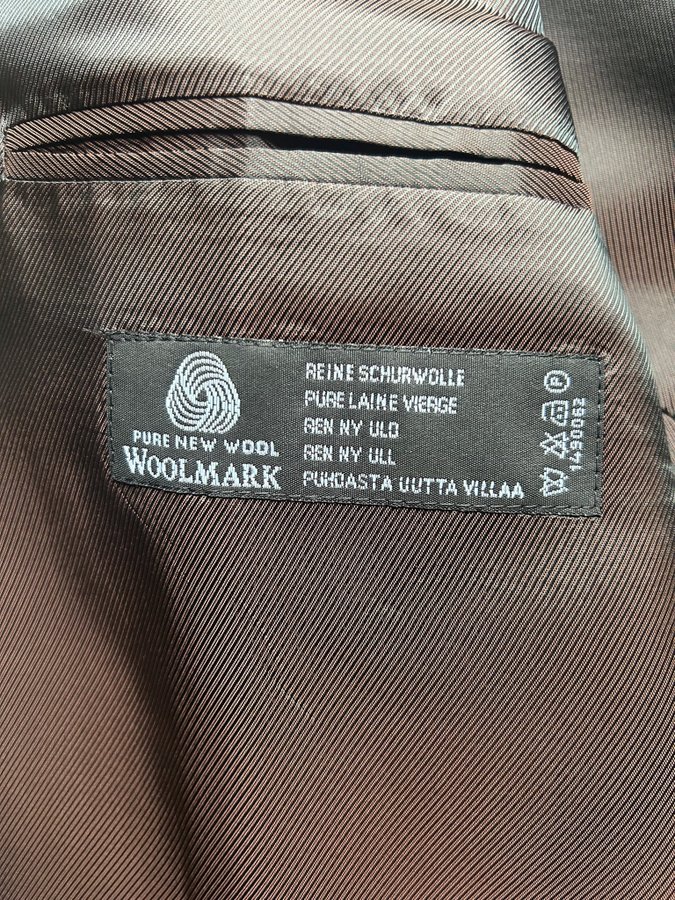 PURE NEW WOOL
WOOLMARK
REINE SCHURWOLLE
PURE LAINE VIERGE
REN NY ULD
REN NY ULL
PUHDASTA UUTTA VILLAA
P
1490062